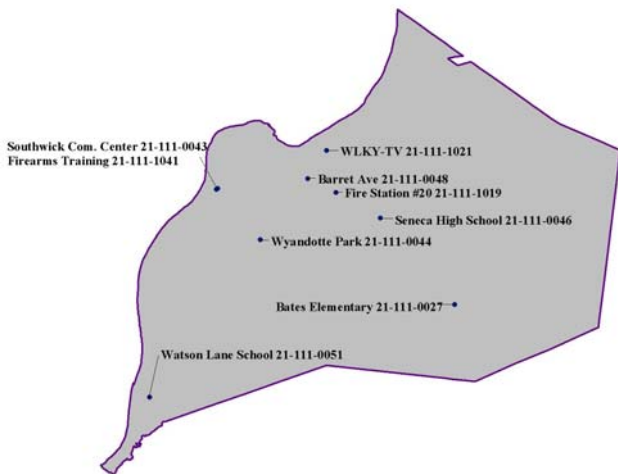 Southwick Com. Center 21-111-0043
Firearms Training 21-111-1041
WLKY-TV 21-111-1021
Barret Ave 21-111-0048
Fire Station #20 21-111-1019
Seneca High School 21-111-0046
Wyandotte Park 21-111-0044
Bates Elementary 21-111-0027
Watson Lane School 21-111-0051